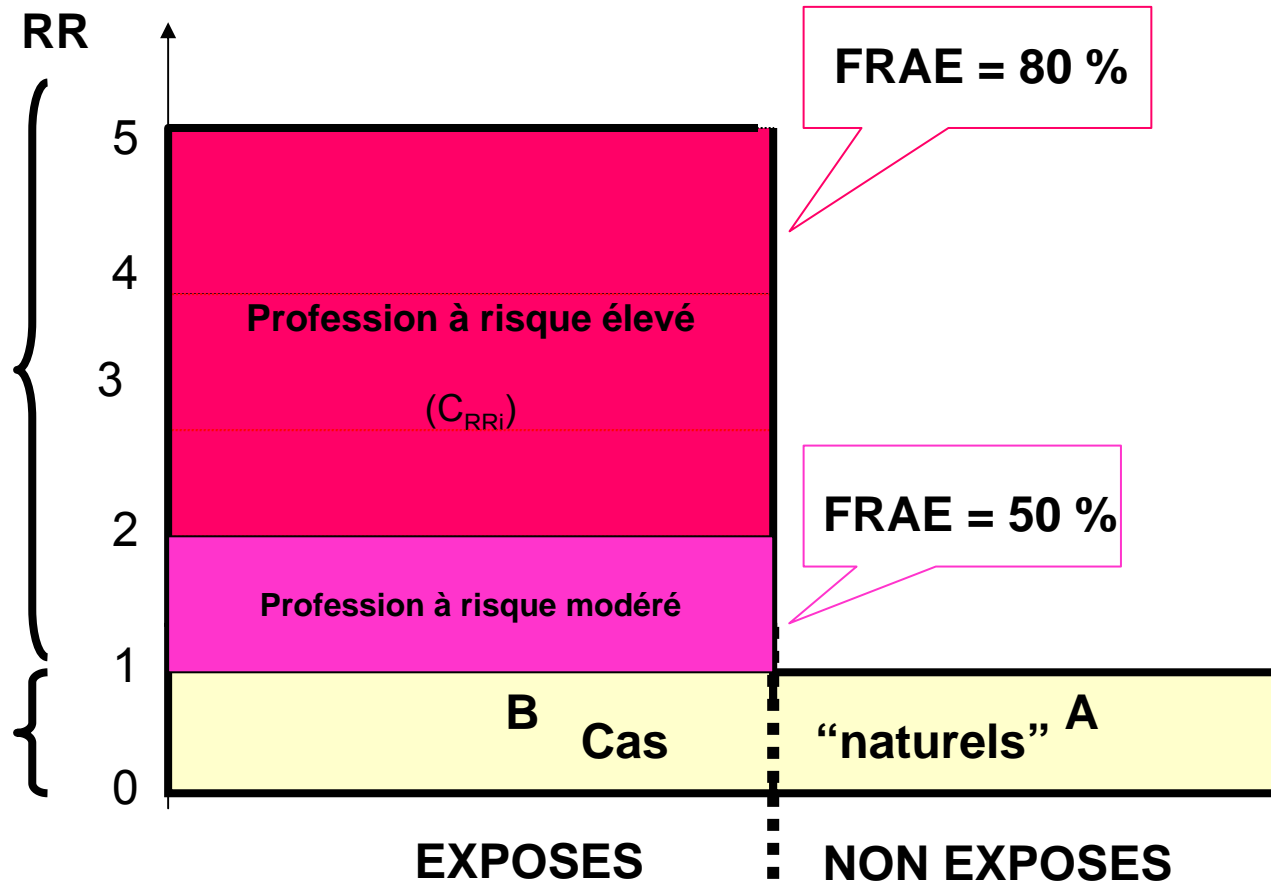 RR
FRAE = 80 %
5
4
Profession à risque élevé
3
(C_RRi)
2
FRAE = 50 %
Profession à risque modéré
1
B
A
Cas
“naturels”
0
EXPOSES
NON EXPOSES